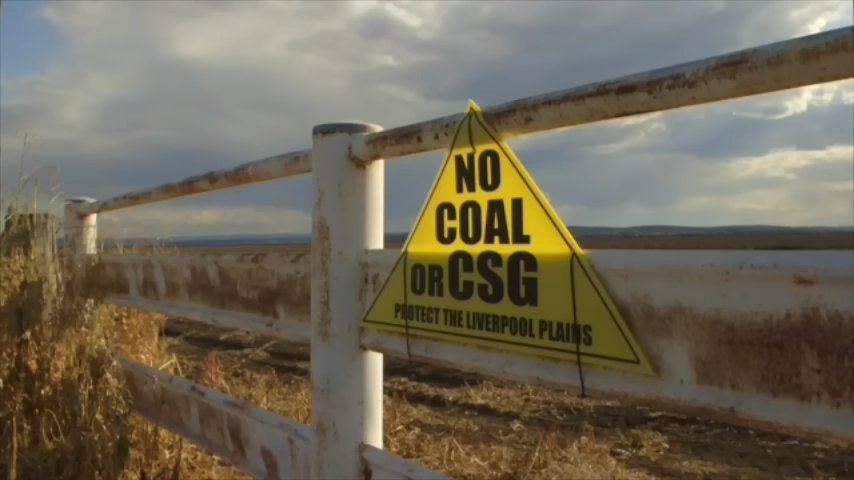 NO
COAL
OR CSG
PROTECT THE LIVERPOOL PLAINS